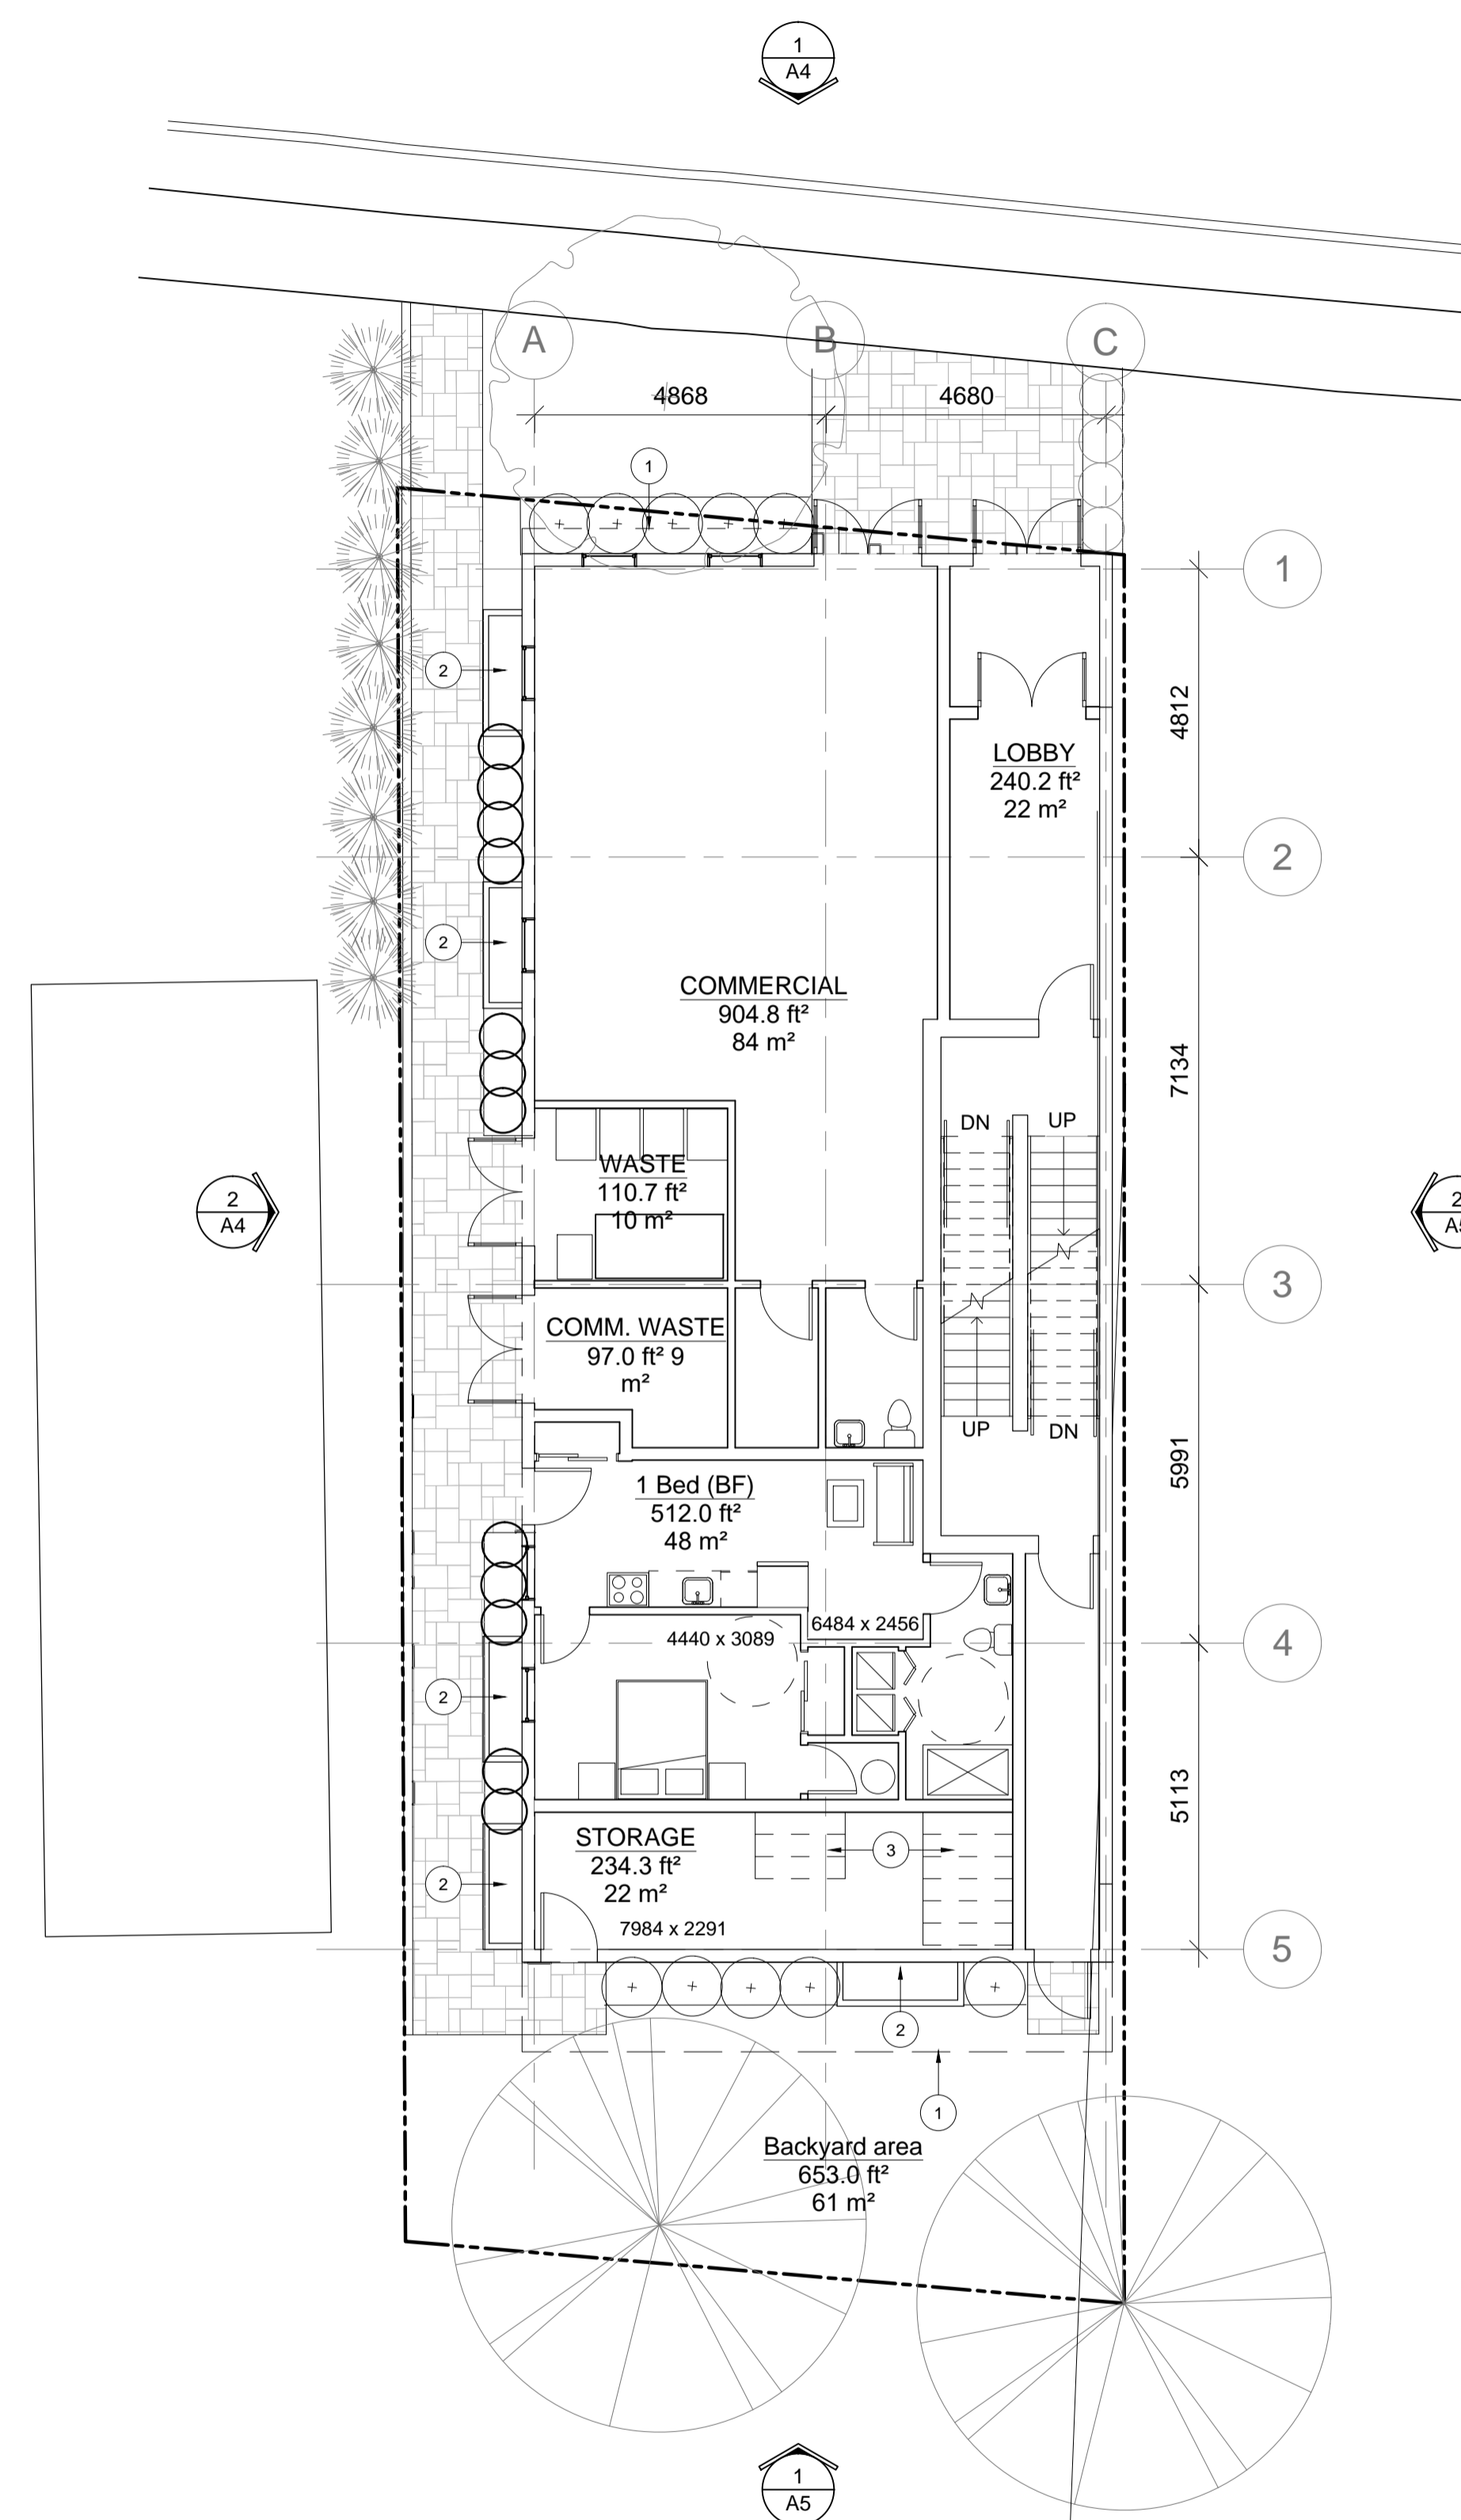 1
A4
A
B
C
4868
4680
1
1
2
4812
LOBBY
240.2 ft²
22 m²
2
2
COMMERCIAL
904.8 ft²
84 m²
7134
DN
UP
WASTE
110.7 ft²
10 m²
2
A4
2
3
COMM. WASTE
97.0 ft² 9
m²
UP
DN
5991
1 Bed (BF)
512.0 ft²
48 m²
6484 x 2456
4440 x 3089
4
2
5113
STORAGE
234.3 ft²
22 m²
3
2
7984 x 2291
5
2
1
Backyard area
653.0 ft²
61 m²
1
A5